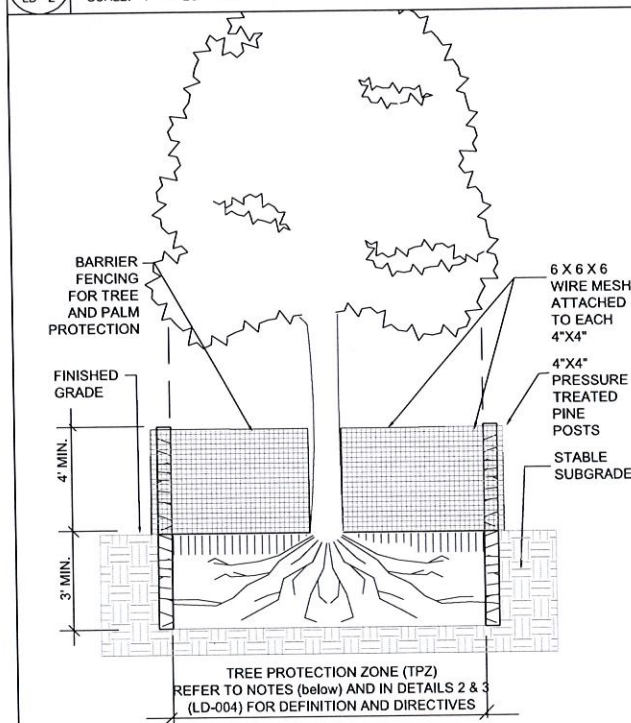 BARRIER
FENCING
FOR TREE
AND PALM
PROTECTION
FINISHED
GRADE
4' MIN.
3' MIN.
6 X 6 X 6
WIRE MESH
ATTACHED
TO EACH
4"X4"
4"X4"
PRESSURE
TREATED
PINE
POSTS
STABLE
SUBGRADE
TREE PROTECTION ZONE (TPZ)
REFER TO NOTES (below) AND IN DETAILS 2 & 3
(LD-004) FOR DEFINITION AND DIRECTIVES